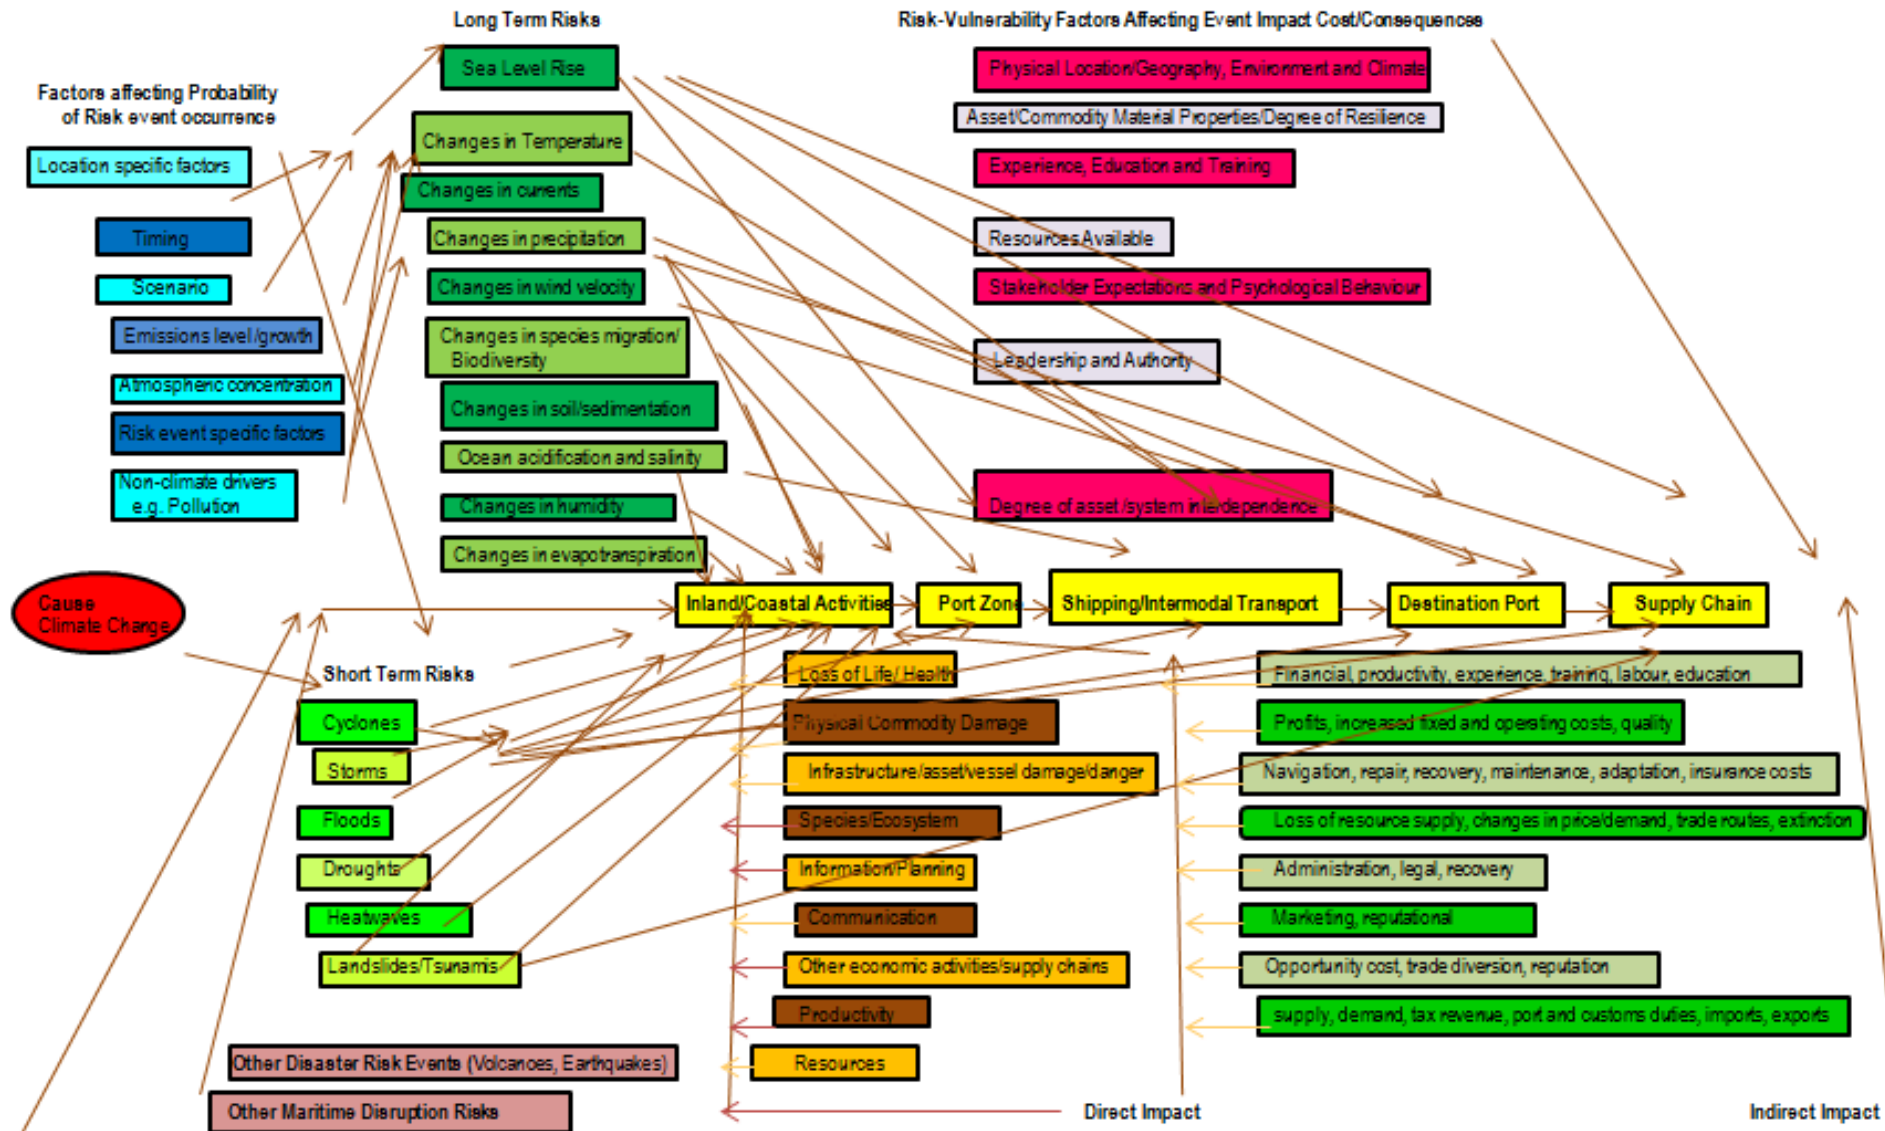 Long Term Risks
Risk-Vulnerability Factors Affecting Event Impact Cost/Consequences
Sea Level Rise
Physical Location/Geography, Environment and Climate
Factors affecting Probability
of Risk event occurrence
Asset/Commodity Material Properties/Degree of Resilience
Changes in Temperature
Location specific factors
Experience, Education and Training
Changes in currents
Timing
Changes in precipitation
Resources Available
Scenario
Changes in wind velocity
Stakeholder Expectations and Psychological Behaviour
Emissions level/growth
Changes in species migration/
Biodiversity
Leadership and Authority
Atmospheric concentration
Changes in soil/sedimentation
Risk event specific factors
Ocean acidification and salinity
Non-climate drivers
e.g. Pollution
Changes in humidity
Degree of asset/system interdependence
Changes in evapotranspiration
Cause
Climate Change
Inland/Coastal Activities
Port Zone
Shipping/Intermodal Transport
Destination Port
Supply Chain
Short Term Risks
Loss of Life/ Health
Financial, productivity, experience, training, labour, education
Cyclones
Physical Commodity Damage
Profits, increased fixed and operating costs, quality
Storms
Infrastructure/asset/vessel damage/danger
Navigation, repair, recovery, maintenance, adaptation, insurance costs
Floods
Species/Ecosystem
Loss of resource supply, changes in price/demand, trade routes, extinction
Droughts
Information/Planning
Administration, legal, recovery
Heatwaves
Communication
Marketing, reputational
Landslides/Tsunamis
Other economic activities/supply chains
Opportunity cost, trade diversion, reputation
Productivity
supply, demand, tax revenue, port and customs duties, imports, exports
Other Disaster Risk Events (Volcanoes, Earthquakes)
Resources
Other Maritime Disruption Risks
Direct Impact
Indirect Impact